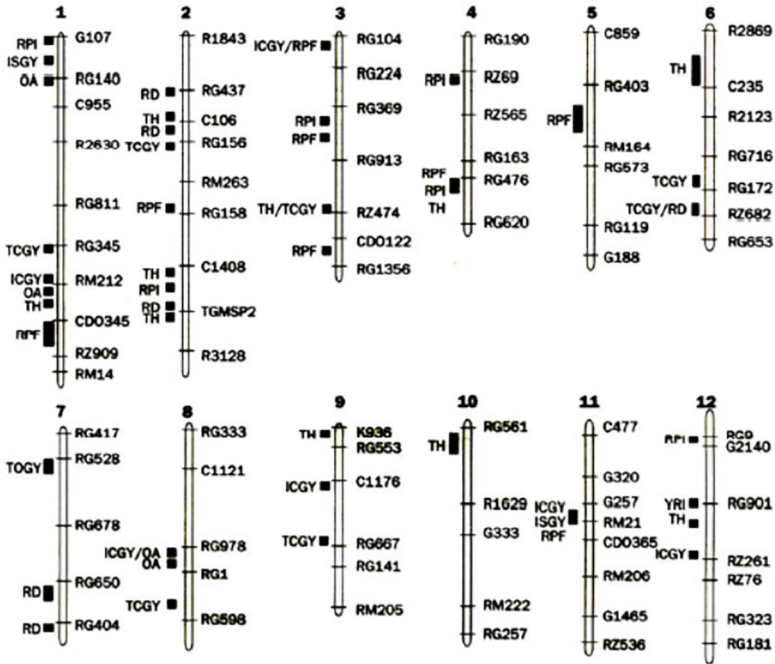 1 2 3 4 5 6
RPI G107
ISGY
OA RG140
C955
R2630
RG811
TCGY RG345
ICGY RM212
OA
TH
CDO345
RPF
RZ909
RM14
R1843
RD RG437
TH C106
RD
TCGY RG156
RM263
RPF RG158
TH C1408
RPI
RD TGMSP2
TH
R3128
ICGY/RPF RG104
RG224
RG369
RPI
RPF
RG913
TH/TCGY RZ474
CDO122
RPF
RG1356
RG190
RPI RZ69
RZ565
RG163
RPF RG476
RPI
TH
RG620
C859
RG403
RPF
RM164
RG573
RG119
G188
R2869
TH
C235
R2123
RG716
TCGY RG172
TCGY/RD RZ682
RG653
7 8 9 10 11 12
RG417
RG528
TOGY
RG678
RG650
RD
RD RG404
RG333
C1121
ICGY/OA RG978
OA RG1
TCGY
RG598
TH K936
RG553
ICGY C1176
TCGY RG667
RG141
RM205
RG561
TH
R1629
G333
RM222
RG257
C477
G320
ICGY G257
ISGY RM21
RPF CDO365
RM206
G1465
RZ536
RPI RG9
G2140
YRI RG901
TH
ICGY RZ261
RZ76
RG323
RG181